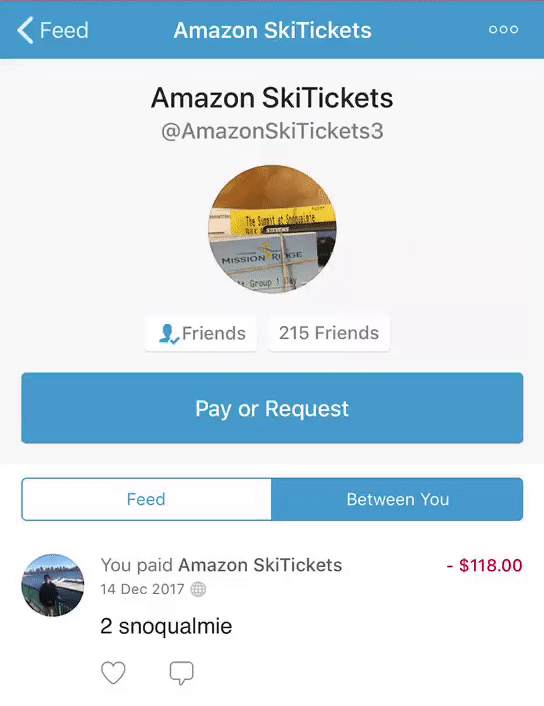 Feed
Amazon SkiTickets
Amazon SkiTickets
@AmazonSkiTickets3
The Summit at Snoqualmie
STEVENS
MISSION RIDGE
Group 1 Day
Friends
215 Friends
Pay or Request
Feed
Between You
You paid Amazon SkiTickets
- $118.00
14 Dec 2017
2 snoqualmie